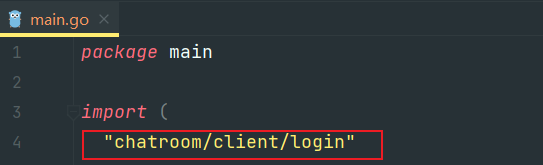 main.go
1 package main
2
3 import (
4 "chatroom/client/login"